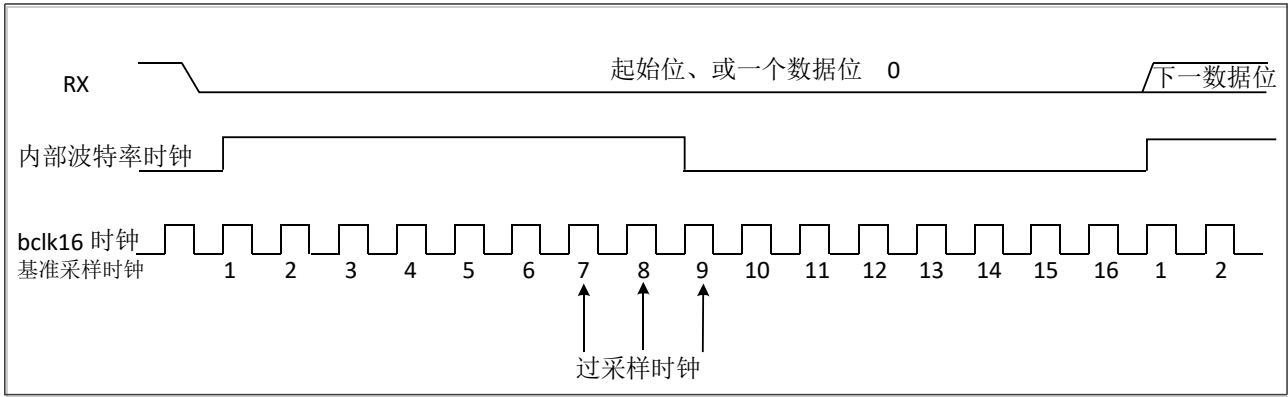 起始位、或一个数据位 0
RX
下一数据位
内部波特率时钟
bclk16 时钟
基准采样时钟
1 2 3 4 5 6 7 8 9 10 11 12 13 14 15 16 1 2
过采样时钟